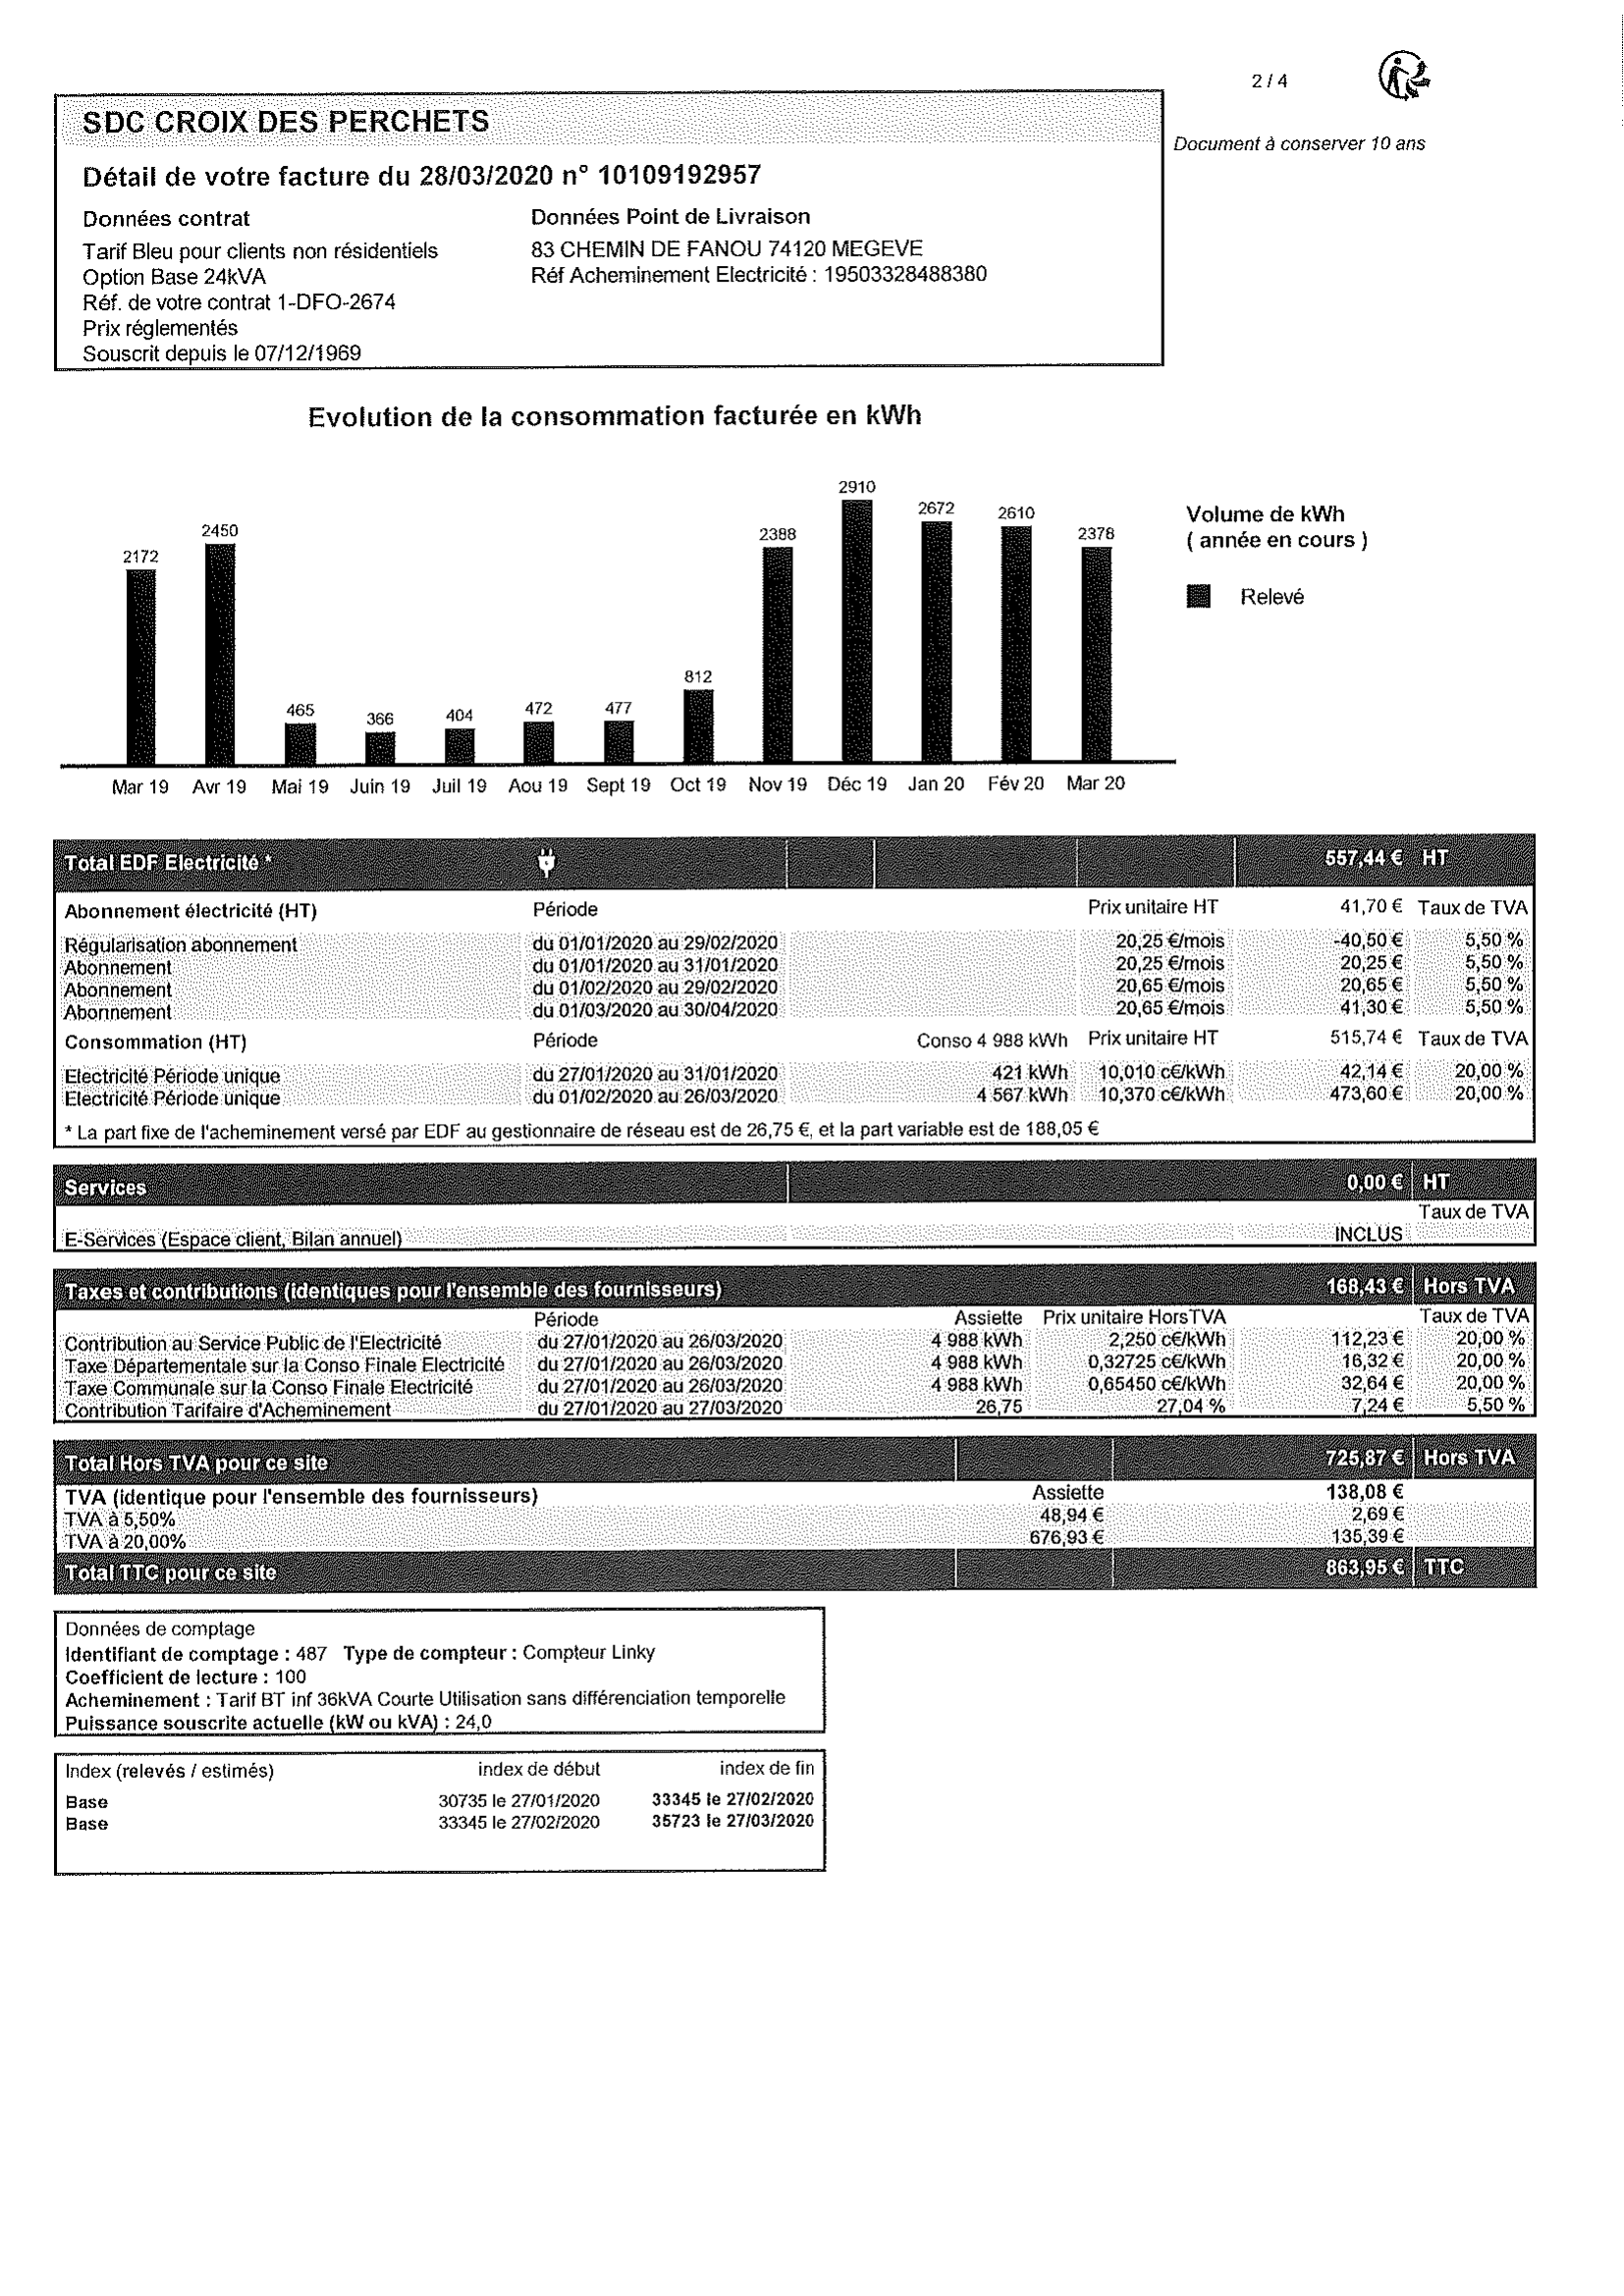 2 / 4
SDC CROIX DES PERCHETS
Document à conserver 10 ans
Détail de votre facture du 28/03/2020 n° 10109192957
Données contrat
Tarif Bleu pour clients non résidentiels
Option Base 24kVA
Réf. de votre contrat 1-DFO-2674
Prix réglementés
Souscrit depuis le 07/12/1969
Données Point de Livraison
83 CHEMIN DE FANOU 74120 MEGEVE
Réf Acheminement Electricité : 19503328488380
Evolution de la consommation facturée en kWh
2172 2450 465 366 404 472 477 812 2388 2910 2672 2610 2378
Mar 19 Avr 19 Mai 19 Juin 19 Juil 19 Aou 19 Sept 19 Oct 19 Nov 19 Déc 19 Jan 20 Fév 20 Mar 20
Volume de kWh
( année en cours )
Relevé
Total EDF Electricité * 557,44 € HT
Abonnement électricité (HT) Période Prix unitaire HT 41,70 € Taux de TVA
Régularisation abonnement du 01/01/2020 au 29/02/2020 20,25 €/mois -40,50 € 5,50 %
Abonnement du 01/01/2020 au 31/01/2020 20,25 €/mois 20,25 € 5,50 %
Abonnement du 01/02/2020 au 29/02/2020 20,65 €/mois 20,65 € 5,50 %
Abonnement du 01/03/2020 au 30/04/2020 20,65 €/mois 41,30 € 5,50 %
Consommation (HT) Période Conso 4 988 kWh Prix unitaire HT 515,74 € Taux de TVA
Electricité Période unique du 27/01/2020 au 31/01/2020 421 kWh 10,010 c€/kWh 42,14 € 20,00 %
Electricité Période unique du 01/02/2020 au 26/03/2020 4 567 kWh 10,370 c€/kWh 473,60 € 20,00 %
* La part fixe de l'acheminement versé par EDF au gestionnaire de réseau est de 26,75 €, et la part variable est de 188,05 €
Services 0,00 € HT
Taux de TVA
E-Services (Espace client, Bilan annuel) INCLUS
Taxes et contributions (identiques pour l'ensemble des fournisseurs) 168,43 € Hors TVA
Période Assiette Prix unitaire HorsTVA Taux de TVA
Contribution au Service Public de l'Electricité du 27/01/2020 au 26/03/2020 4 988 kWh 2,250 c€/kWh 112,23 € 20,00 %
Taxe Départementale sur la Conso Finale Electricité du 27/01/2020 au 26/03/2020 4 988 kWh 0,32725 c€/kWh 16,32 € 20,00 %
Taxe Communale sur la Conso Finale Electricité du 27/01/2020 au 26/03/2020 4 988 kWh 0,65450 c€/kWh 32,64 € 20,00 %
Contribution Tarifaire d'Acheminement du 27/01/2020 au 27/03/2020 26,75 27,04 % 7,24 € 5,50 %
Total Hors TVA pour ce site 725,87 € Hors TVA
TVA (identique pour l'ensemble des fournisseurs) Assiette 138,08 €
TVA à 5,50% 48,94 € 2,69 €
TVA à 20,00% 676,93 € 135,39 €
Total TTC pour ce site 863,95 € TTC
Données de comptage
Identifiant de comptage : 487 Type de compteur : Compteur Linky
Coefficient de lecture : 100
Acheminement : Tarif BT inf 36kVA Courte Utilisation sans différenciation temporelle
Puissance souscrite actuelle (kW ou kVA) : 24,0
Index (relevés / estimés) index de début index de fin
Base 30735 le 27/01/2020 33345 le 27/02/2020
Base 33345 le 27/02/2020 35723 le 27/03/2020